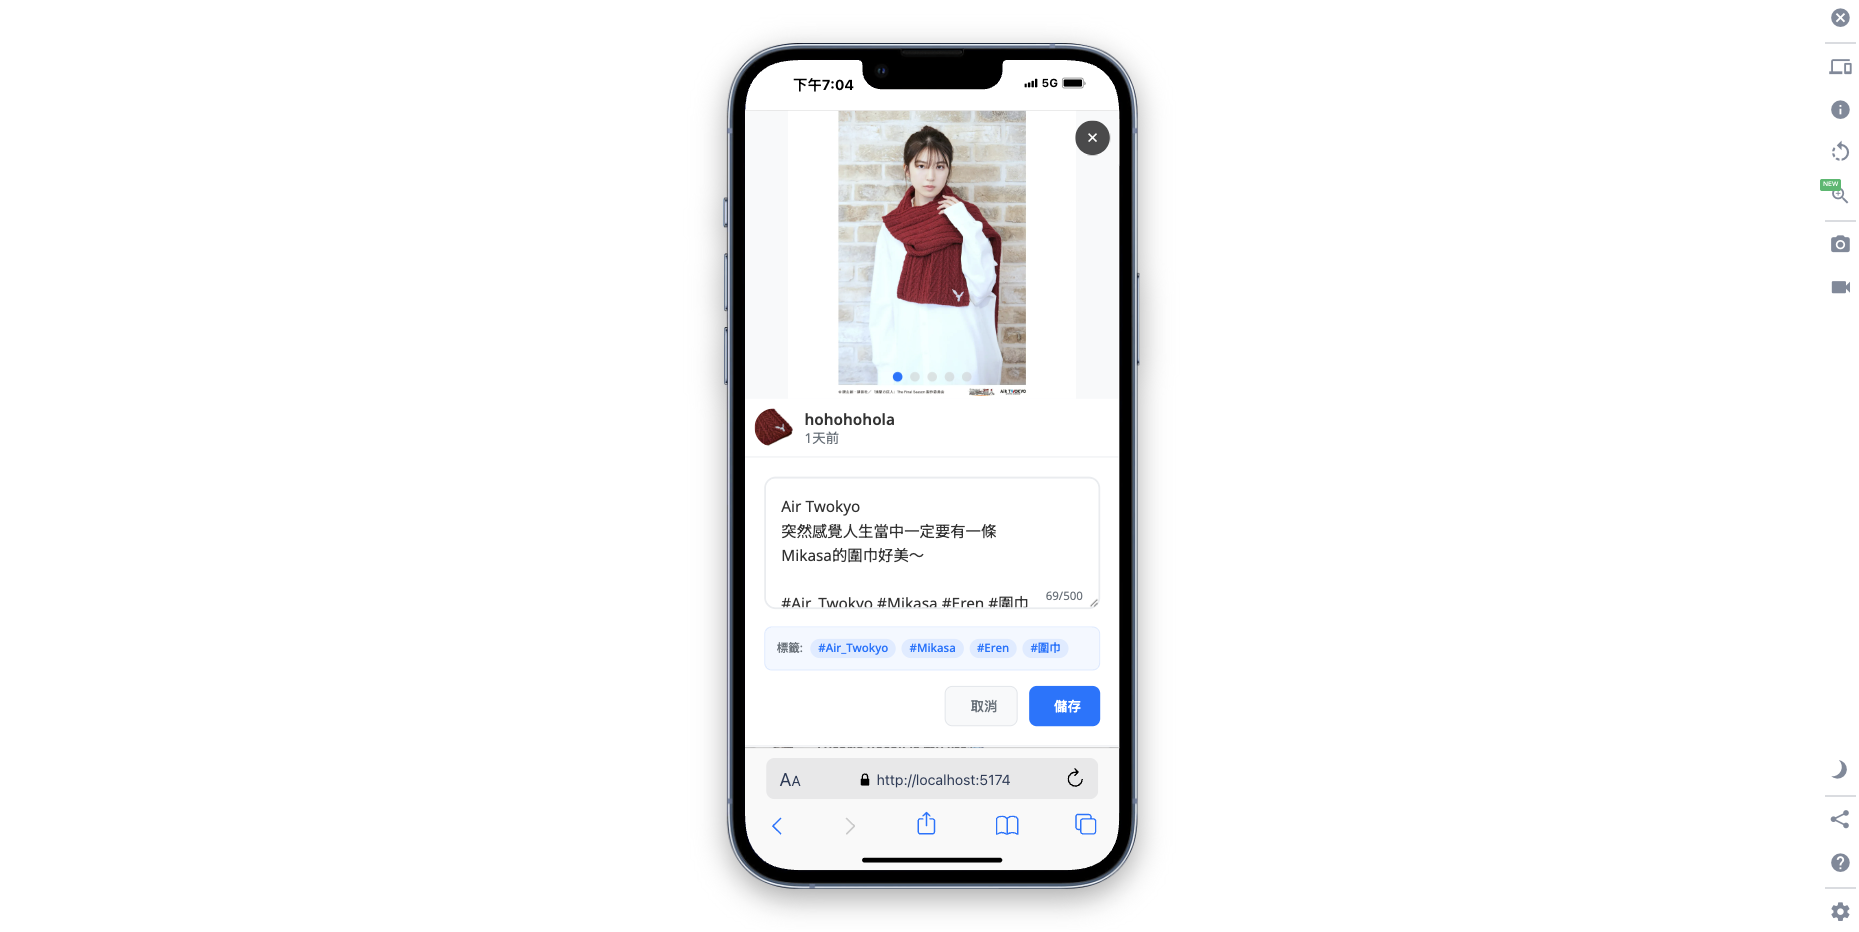 下午7:04
5G
AIR TWOKYO
hohohohola
1天前
Air Twokyo
突然感覺人生當中一定要有一條
Mikasa的圍巾好美～
#Air_Twokyo #Mikasa #Eren #圍巾
69/500
標籤: #Air_Twokyo #Mikasa #Eren #圍巾
取消
儲存
AA
http://localhost:5174
NEW